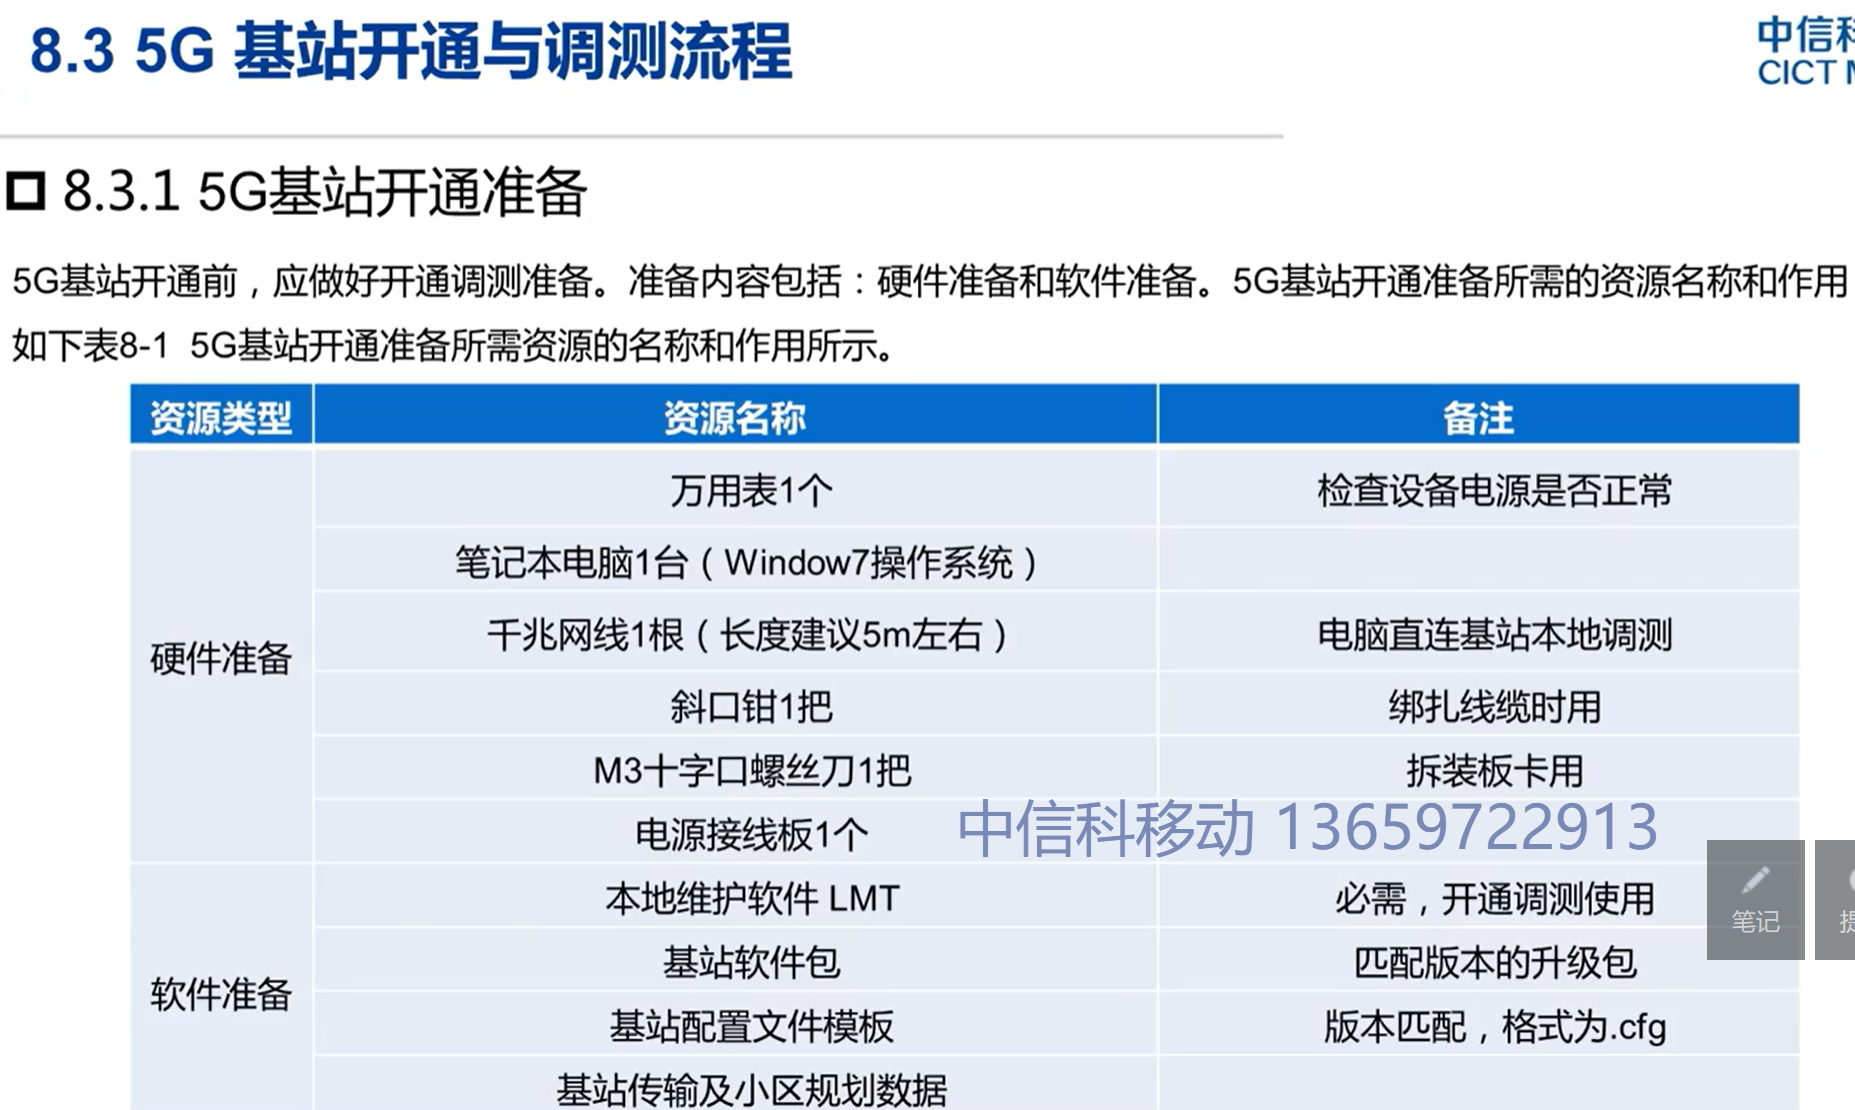 8.3 5G 基站开通与调测流程
中信科
CICT
8.3.1 5G基站开通准备
5G基站开通前，应做好开通调测准备。准备内容包括：硬件准备和软件准备。5G基站开通准备所需的资源名称和作用
如下表8-1 5G基站开通准备所需资源的名称和作用所示。
资源类型 资源名称 备注
万用表1个 检查设备电源是否正常
笔记本电脑1台（Window7操作系统）
千兆网线1根（长度建议5m左右） 电脑直连基站本地调测
硬件准备
斜口钳1把 绑扎线缆时用
M3十字口螺丝刀1把 拆装板卡用
电源接线板1个
中信科移动 13659722913
本地维护软件 LMT 必需，开通调测使用
笔记
基站软件包 匹配版本的升级包
软件准备
基站配置文件模板 版本匹配，格式为.cfg
基站传输及小区规划数据